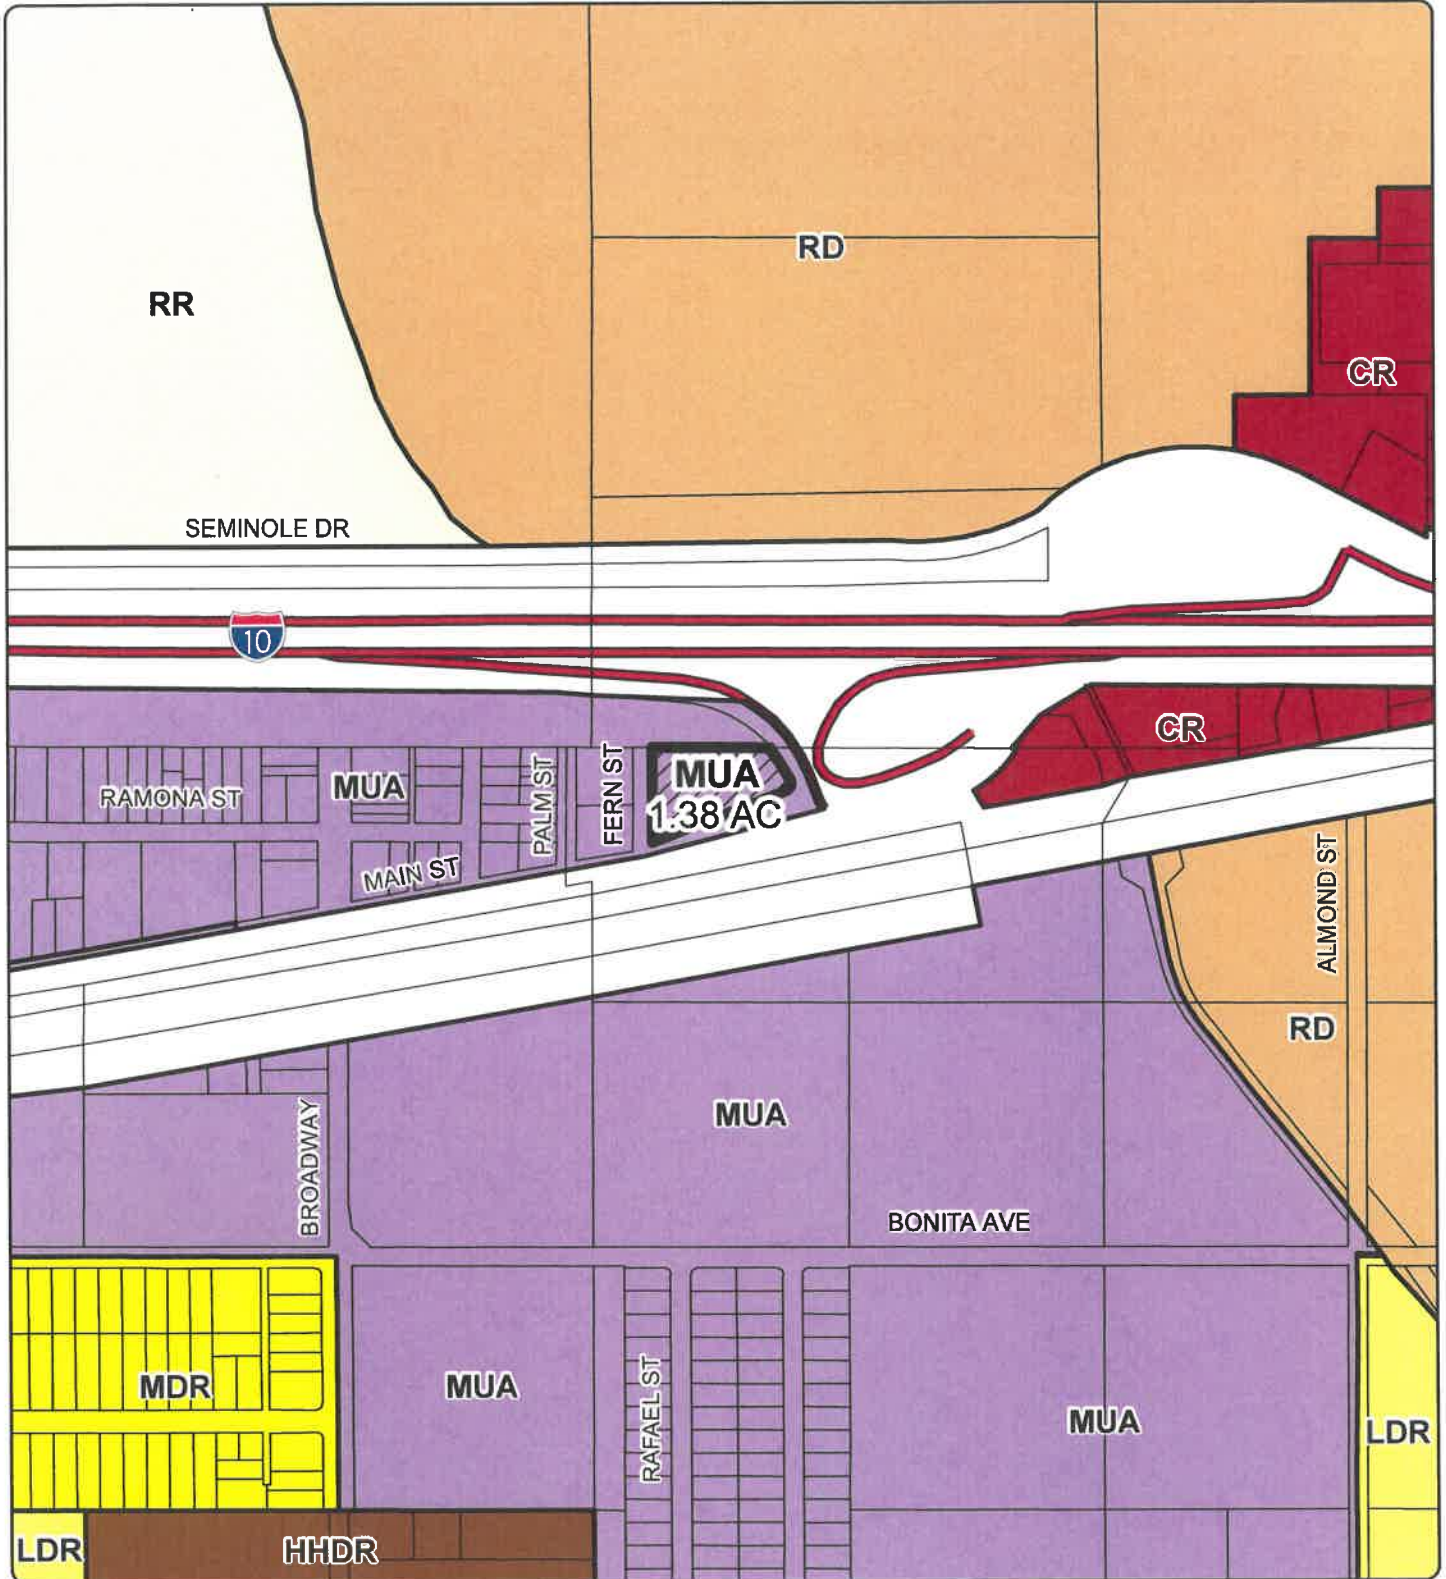 RD
RR
CR
SEMINOLE DR
10
CR
MUA
1.38 AC
MUA
RAMONA ST
PALM ST
FERN ST
MAIN ST
ALMOND ST
RD
MUA
BROADWAY
BONITA AVE
MDR
MUA
RAFAEL ST
MUA
LDR
LDR
HHDR